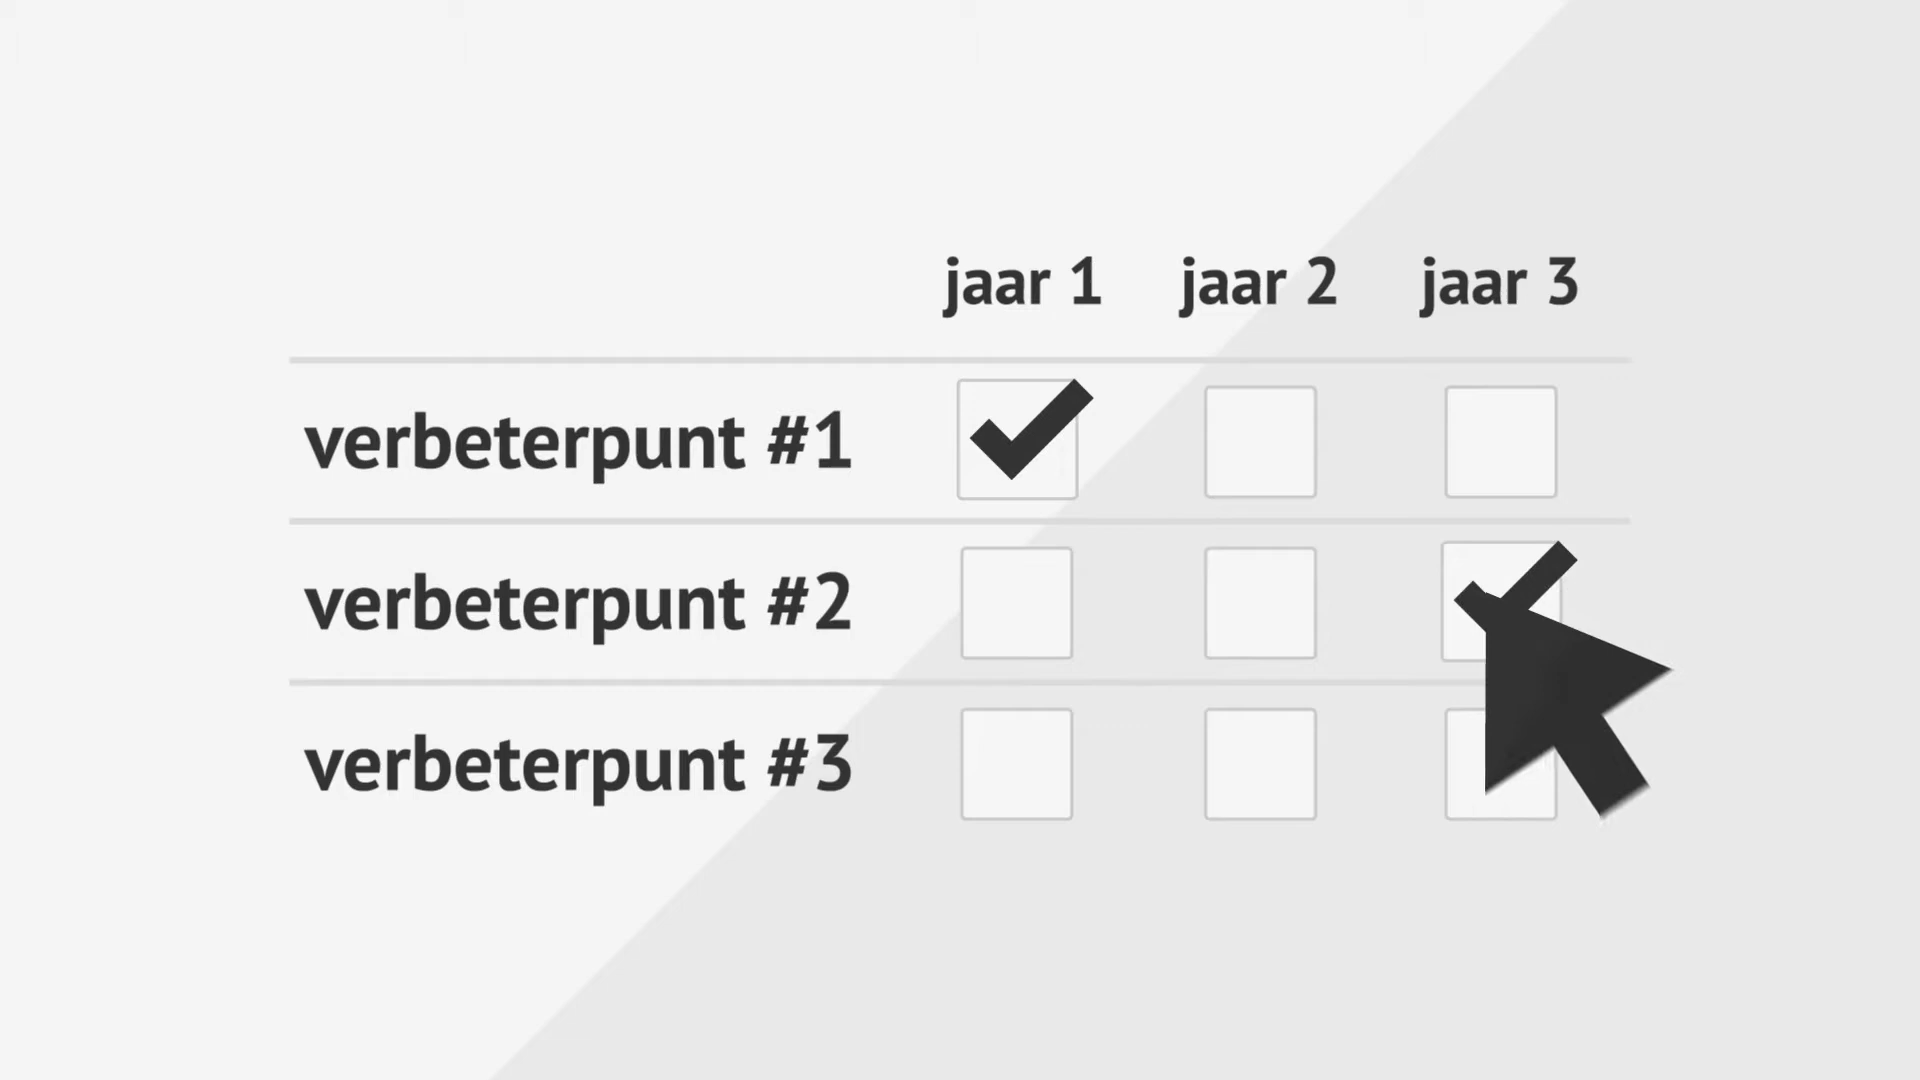 jaar 1 jaar 2 jaar 3
verbeterpunt #1
verbeterpunt #2
verbeterpunt #3